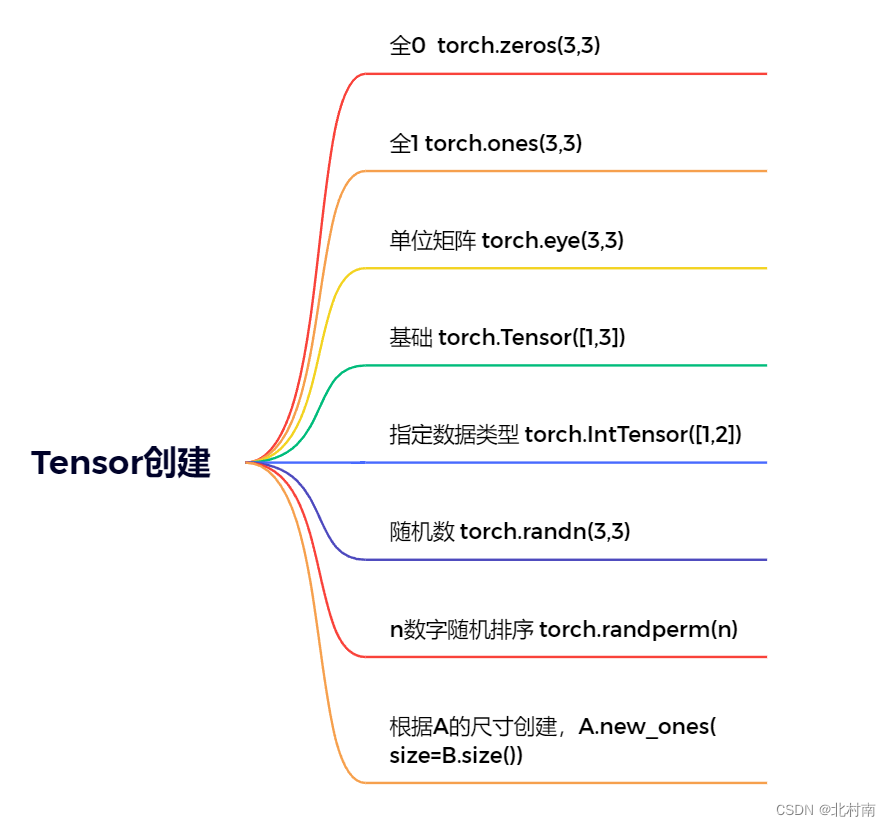 全0  torch.zeros(3,3)
全1 torch.ones(3,3)
单位矩阵 torch.eye(3,3)
基础 torch.Tensor([1,3])
Tensor创建
指定数据类型 torch.IntTensor([1,2])
随机数 torch.randn(3,3)
n数字随机排序 torch.randperm(n)
根据A的尺寸创建，A.new_ones(
size=B.size())
CSDN @北村南